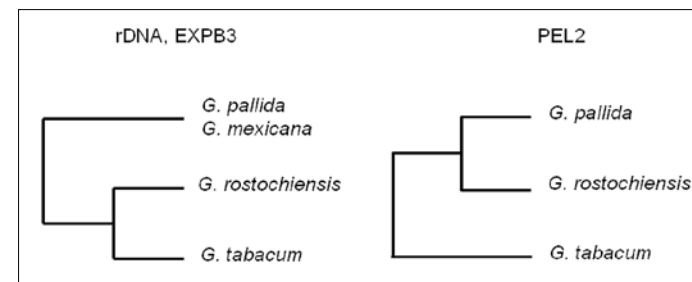 rDNA, EXPB3
G. pallida
G. mexicana
G. rostochiensis
G. tabacum
PEL2
G. pallida
G. rostochiensis
G. tabacum